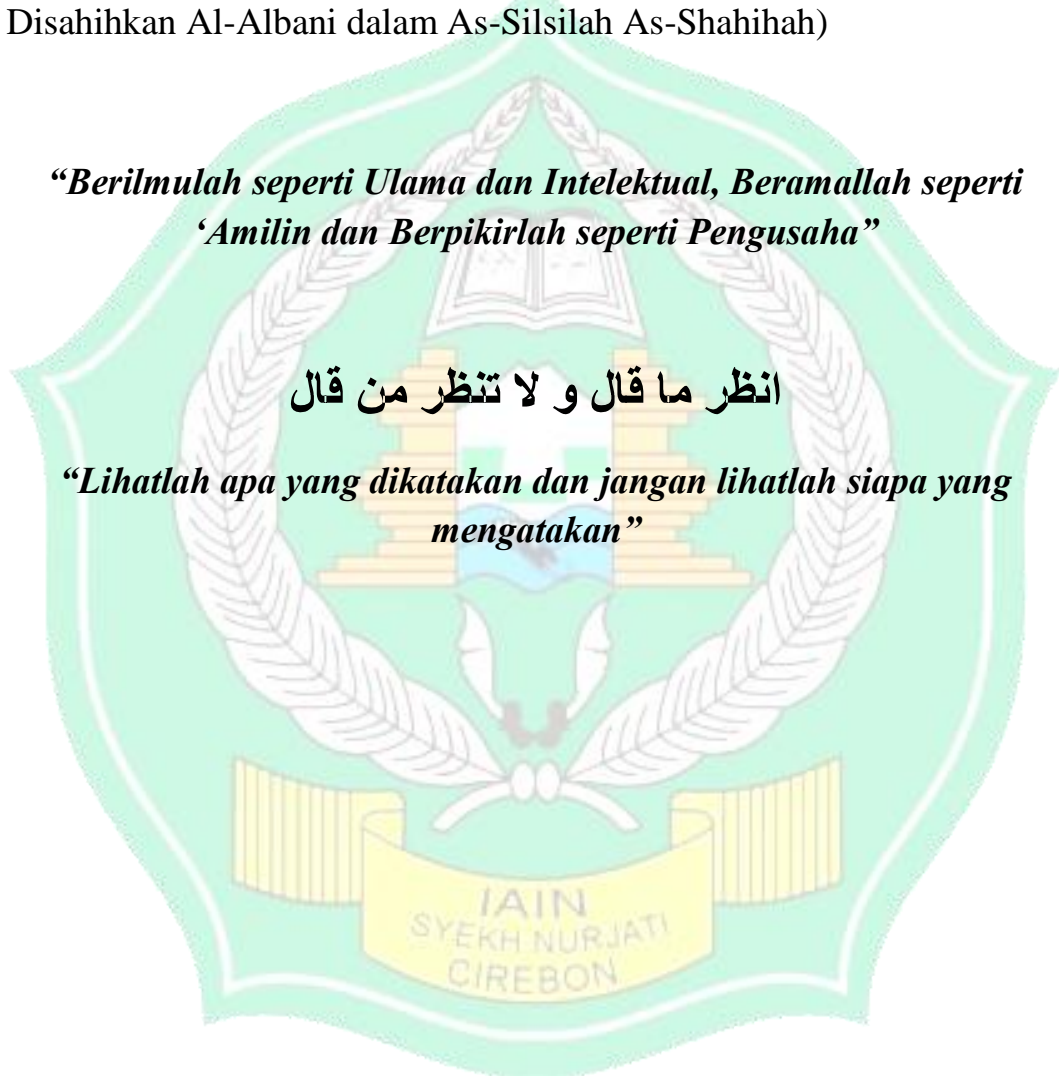 Disahihkan Al-Albani dalam As-Silsilah As-Shahihah)
“Berilmulah seperti Ulama dan Intelektual, Beramallah seperti
‘Amilin dan Berpikirlah seperti Pengusaha”
انظر ما قال و لا تنظر من قال
“Lihatlah apa yang dikatakan dan jangan lihatlah siapa yang
mengatakan”
IAIN
SYEKH NURJATI
CIREBON